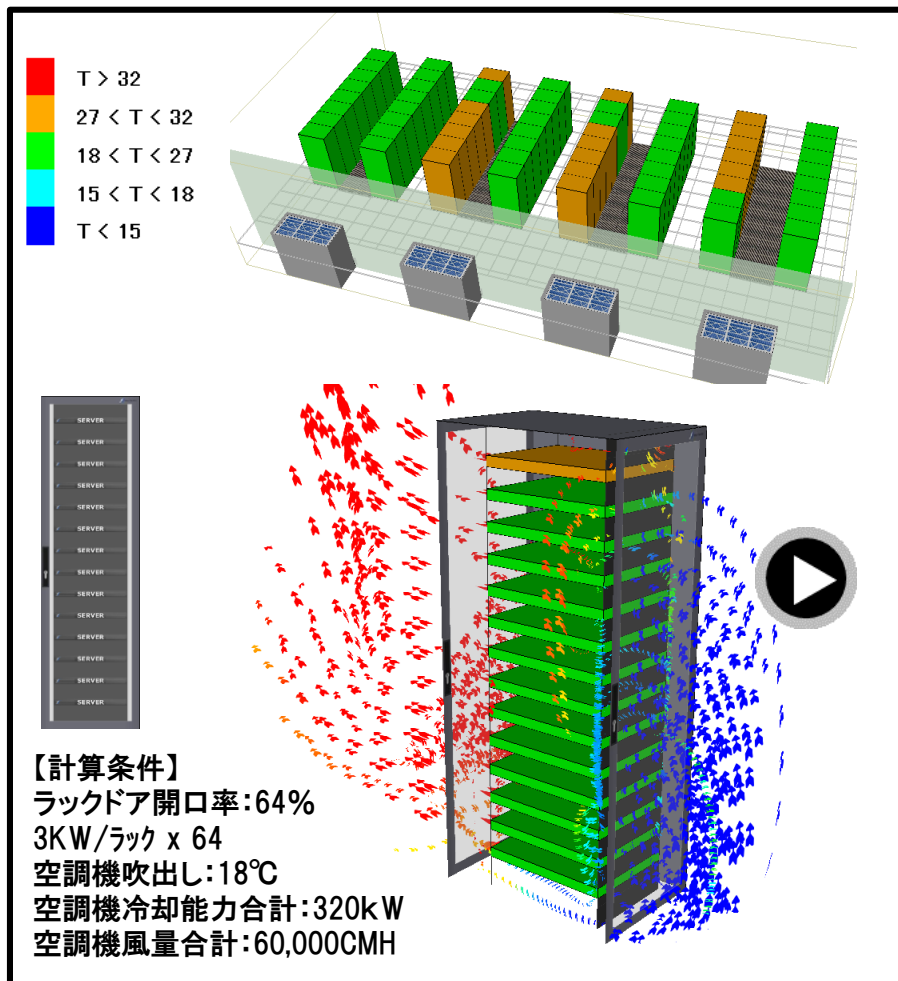 T > 32
27 < T < 32
18 < T < 27
15 < T < 18
T < 15
SERVER
SERVER
SERVER
SERVER
SERVER
SERVER
SERVER
SERVER
SERVER
SERVER
SERVER
SERVER
SERVER
SERVER
【計算条件】
ラックドア開口率:64%
3KW/ラック x 64
空調機吹出し:18℃
空調機冷却能力合計:320kW
空調機風量合計:60,000CMH